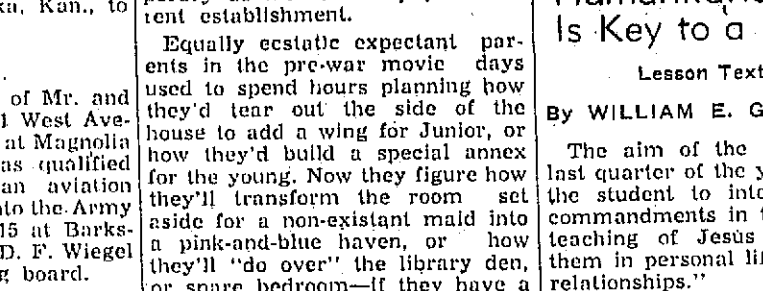 ka, Kan., to
of Mr. and
1 West Ave-
at Magnolia
as qualified
an aviation
nto the Army
15 at Barks-
D. F. Wiegel
g board.
tent establishment.
Equally ecstatic expectant par-
ents in the pre-war movie days
used to spend hours planning how
they'd tear out the side of the
house to add a wing for Junior, or
how they'd build a special annex
for the young. Now they figure how
they'll transform the room set
aside for a non-existant maid into
a pink-and-blue haven, or how
they'll "do over" the library den,
or spare bedroom—if they have a
Is Key to a
Lesson Text
By WILLIAM E. G
The aim of the
last quarter of the y
the student to inte
commandments in t
teaching of Jesus
them in personal lif
relationships."